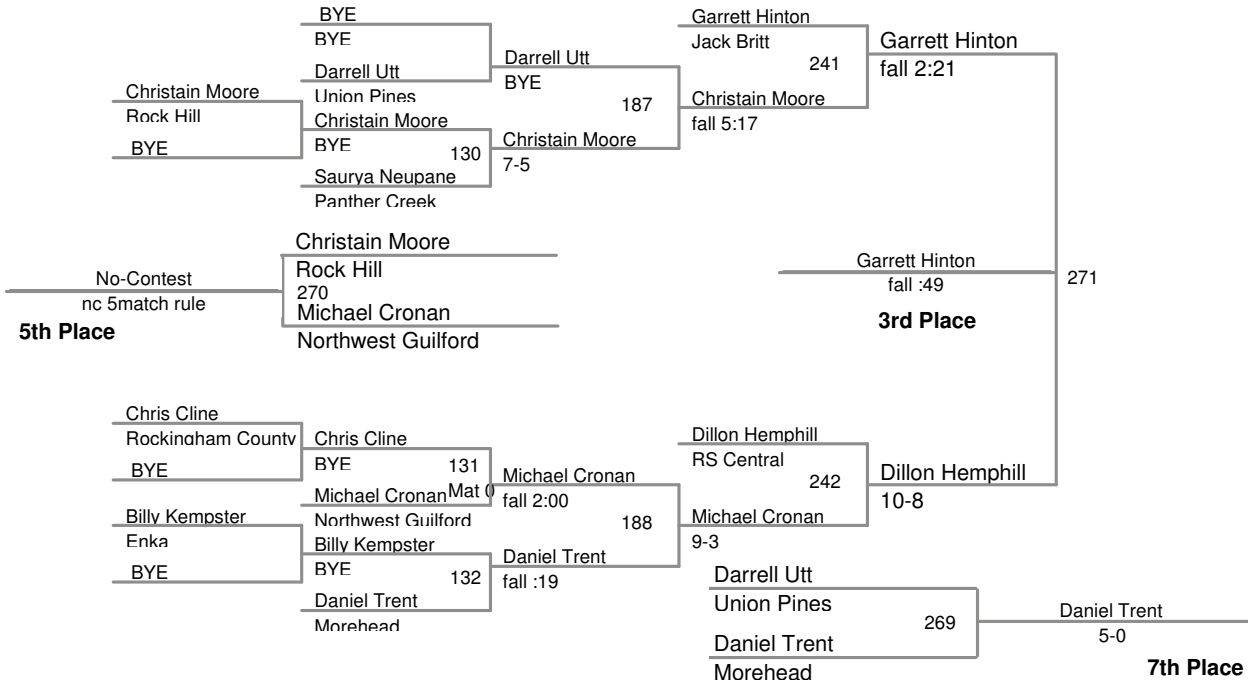 BYE
BYE
Darrell Utt
Union Pines
Christain Moore
Rock Hill
BYE
Christain Moore
BYE
130
Saurya Neupane
Panther Creek
Darrell Utt
BYE
187
Christain Moore
7-5
Garrett Hinton
Jack Britt
241
Christain Moore
fall 5:17
Garrett Hinton
fall 2:21
Christain Moore
Rock Hill
270
Michael Cronan
Northwest Guilford
No-Contest
nc 5match rule
5th Place
Garrett Hinton
fall :49
3rd Place
271
Chris Cline
Rockingham County
BYE
Chris Cline
BYE
131
Michael Cronan Mat 0
Northwest Guilford
Billy Kempster
Enka
BYE
Billy Kempster
BYE
132
Daniel Trent
Morehead
Michael Cronan
fall 2:00
188
Daniel Trent
fall :19
Dillon Hemphill
RS Central
242
Michael Cronan
9-3
Dillon Hemphill
10-8
Darrell Utt
Union Pines
269
Daniel Trent
Morehead
Daniel Trent
5-0
7th Place